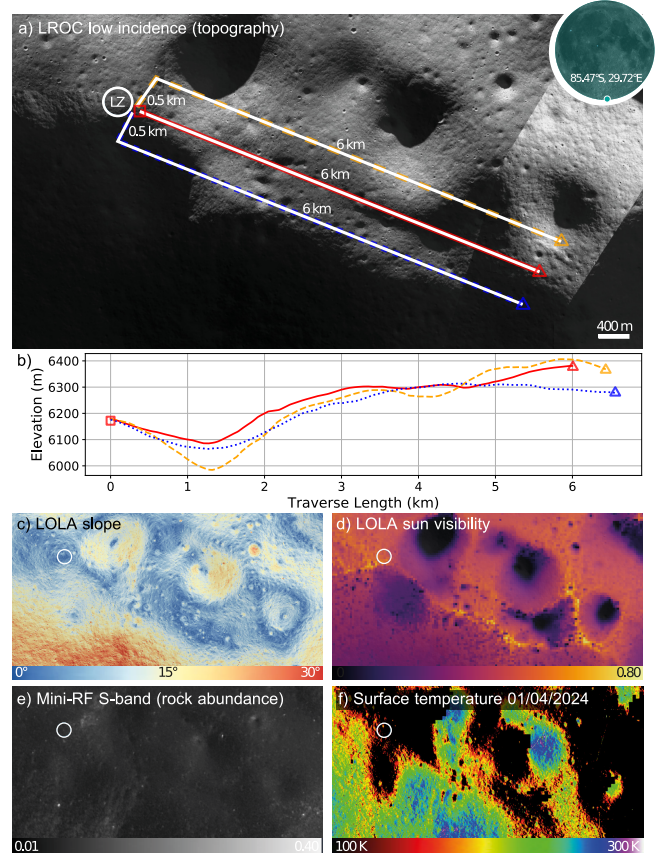 a) LROC low incidence (topography)
85.47°S, 29.72°E
LZ
0.5 km
0.5 km
6 km
6 km
6 km
400 m
b)
6400
6300
6200
6100
6000
Elevation (m)
0 1 2 3 4 5 6
Traverse Length (km)
c) LOLA slope
0° 15° 30°
d) LOLA sun visibility
0 0.80
e) Mini-RF S-band (rock abundance)
0.01 0.40
f) Surface temperature 01/04/2024
100 K 300 K